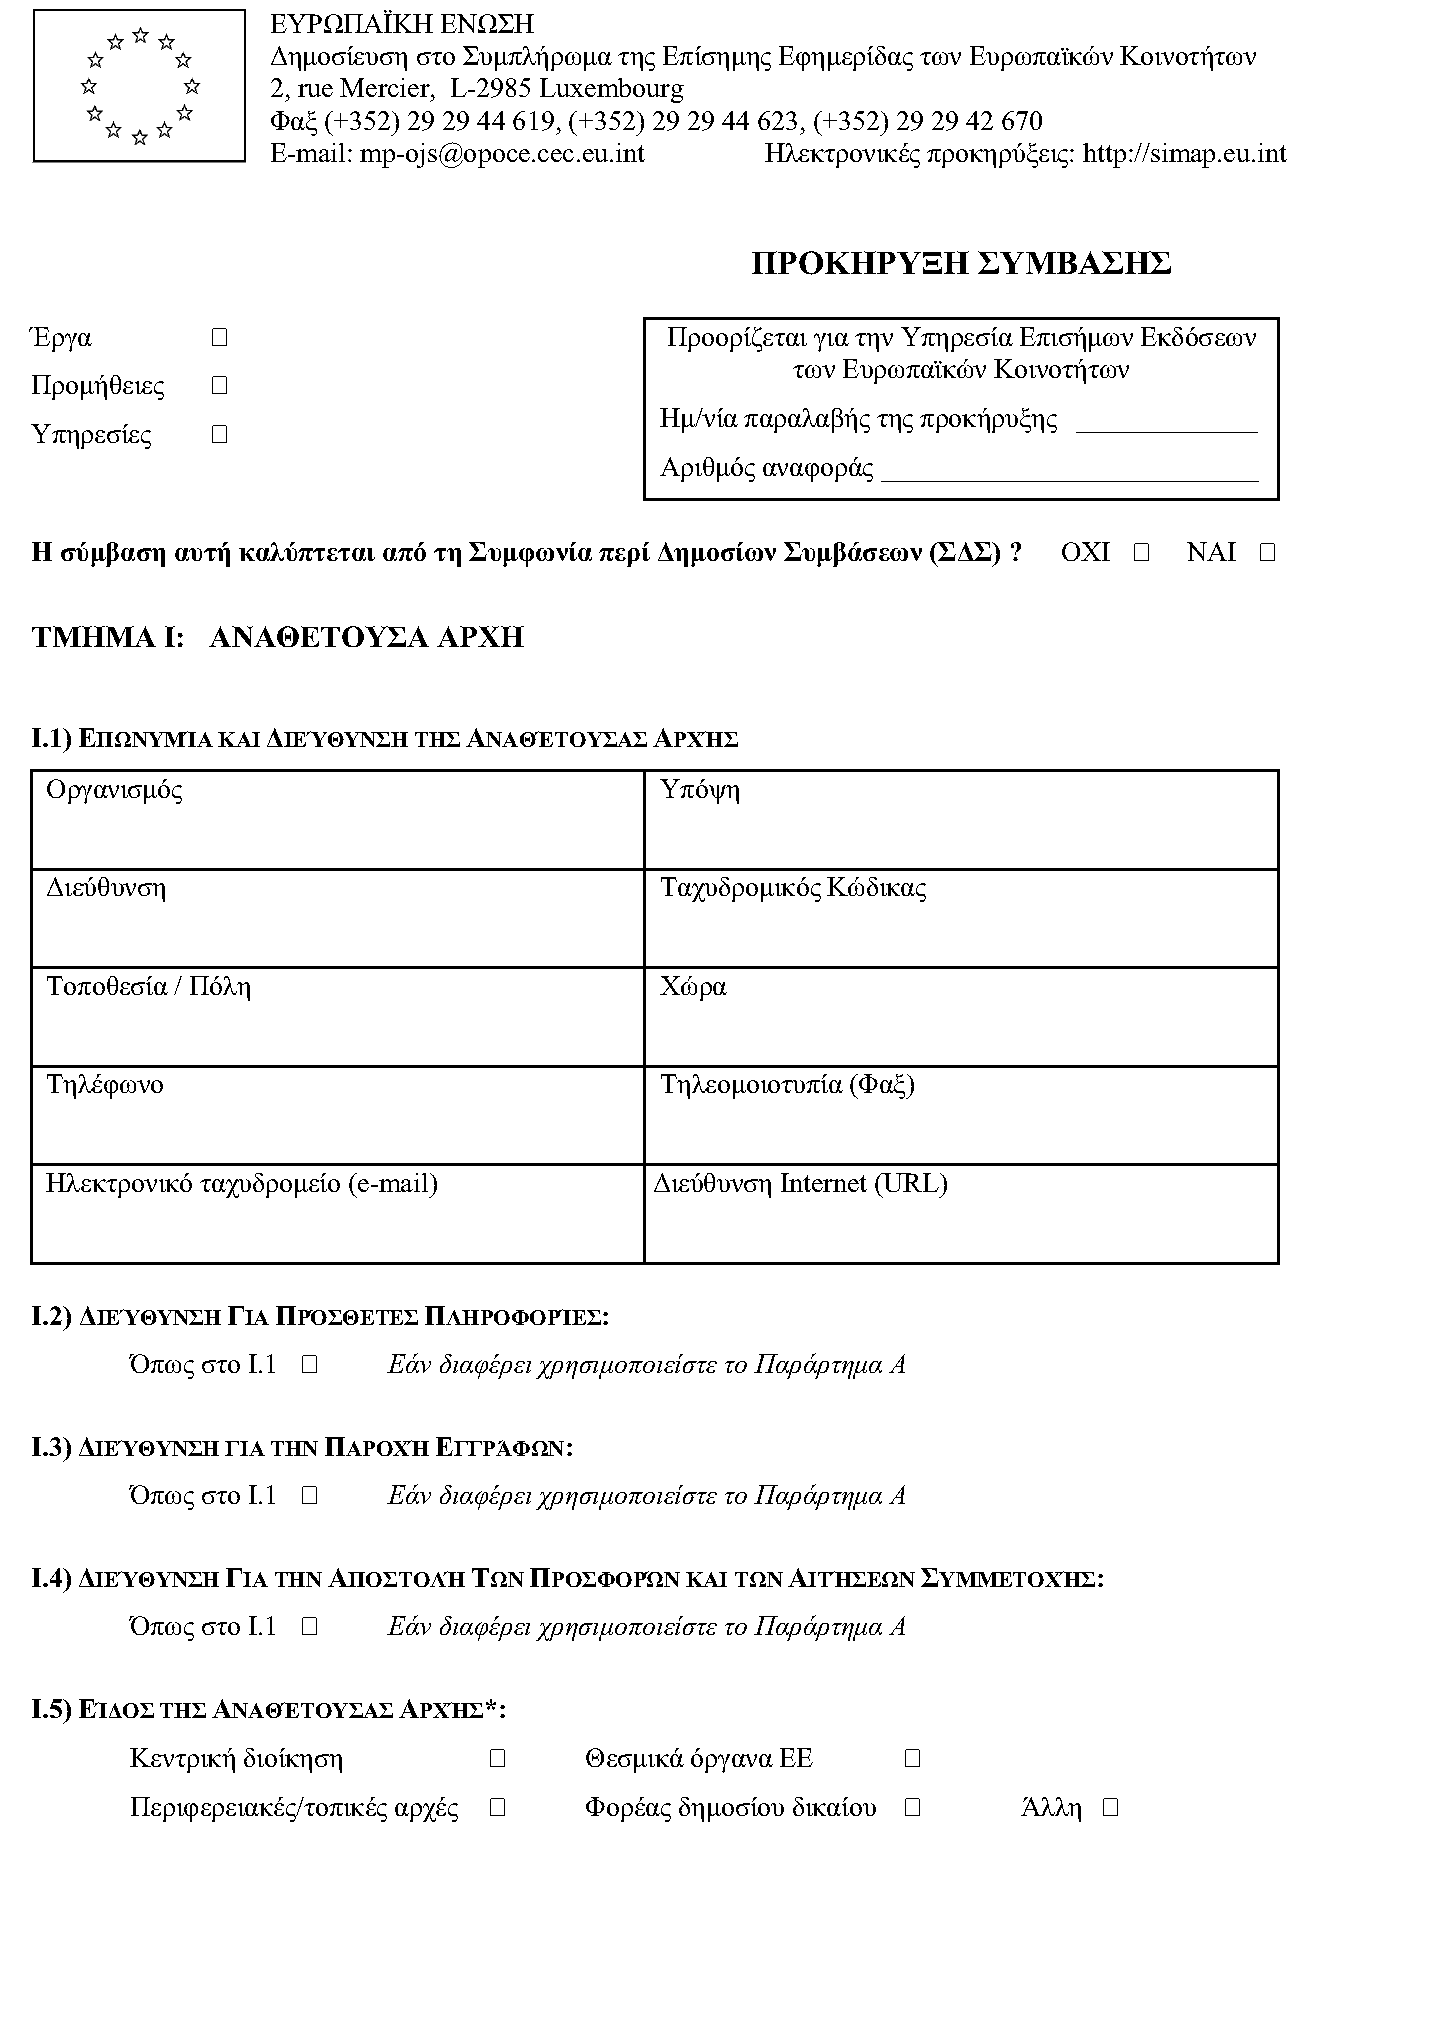 ΕΥΡΩΠΑΪΚΗ ΕΝΩΣΗ
Δημοσίευση στο Συμπλήρωμα της Επίσημης Εφημερίδας των Ευρωπαϊκών Κοινοτήτων
2, rue Mercier, L-2985 Luxembourg
Φαξ (+352) 29 29 44 619, (+352) 29 29 44 623, (+352) 29 29 42 670
E-mail: mp-ojs@opoce.cec.eu.int Ηλεκτρονικές προκηρύξεις: http://simap.eu.int
ΠΡΟΚΗΡΥΞΗ ΣΥΜΒΑΣΗΣ
Έργα □
Προμήθειες □
Υπηρεσίες □
Προορίζεται για την Υπηρεσία Επισήμων Εκδόσεων
των Ευρωπαϊκών Κοινοτήτων
Ημ/νία παραλαβής της προκήρυξης _____________
Αριθμός αναφοράς ___________________________
Η σύμβαση αυτή καλύπτεται από τη Συμφωνία περί Δημοσίων Συμβάσεων (ΣΔΣ) ? ΟΧΙ □ ΝΑΙ □
ΤΜΗΜΑ Ι: ΑΝΑΘΕΤΟΥΣΑ ΑΡΧΗ
Ι.1) ΕΠΩΝΥΜΊΑ ΚΑΙ ΔΙΕΎΘΥΝΣΗ ΤΗΣ ΑΝΑΘΈΤΟΥΣΑΣ ΑΡΧΉΣ
Οργανισμός Υπόψη
Διεύθυνση Ταχυδρομικός Κώδικας
Τοποθεσία / Πόλη Χώρα
Τηλέφωνο Τηλεομοιοτυπία (Φαξ)
Ηλεκτρονικό ταχυδρομείο (e-mail) Διεύθυνση Internet (URL)
Ι.2) ΔΙΕΎΘΥΝΣΗ ΓΙΑ ΠΡΌΣΘΕΤΕΣ ΠΛΗΡΟΦΟΡΊΕΣ:
Όπως στο Ι.1 □ Εάν διαφέρει χρησιμοποιείστε το Παράρτημα Α
Ι.3) ΔΙΕΎΘΥΝΣΗ ΓΙΑ ΤΗΝ ΠΑΡΟΧΉ ΕΓΓΡΆΦΩΝ:
Όπως στο Ι.1 □ Εάν διαφέρει χρησιμοποιείστε το Παράρτημα Α
Ι.4) ΔΙΕΎΘΥΝΣΗ ΓΙΑ ΤΗΝ ΑΠΟΣΤΟΛΉ ΤΩΝ ΠΡΟΣΦΟΡΏΝ ΚΑΙ ΤΩΝ ΑΙΤΉΣΕΩΝ ΣΥΜΜΕΤΟΧΉΣ:
Όπως στο Ι.1 □ Εάν διαφέρει χρησιμοποιείστε το Παράρτημα Α
Ι.5) ΕΊΔΟΣ ΤΗΣ ΑΝΑΘΈΤΟΥΣΑΣ ΑΡΧΉΣ*:
Κεντρική διοίκηση □ Θεσμικά όργανα ΕΕ □
Περιφερειακές/τοπικές αρχές □ Φορέας δημοσίου δικαίου □ Άλλη □